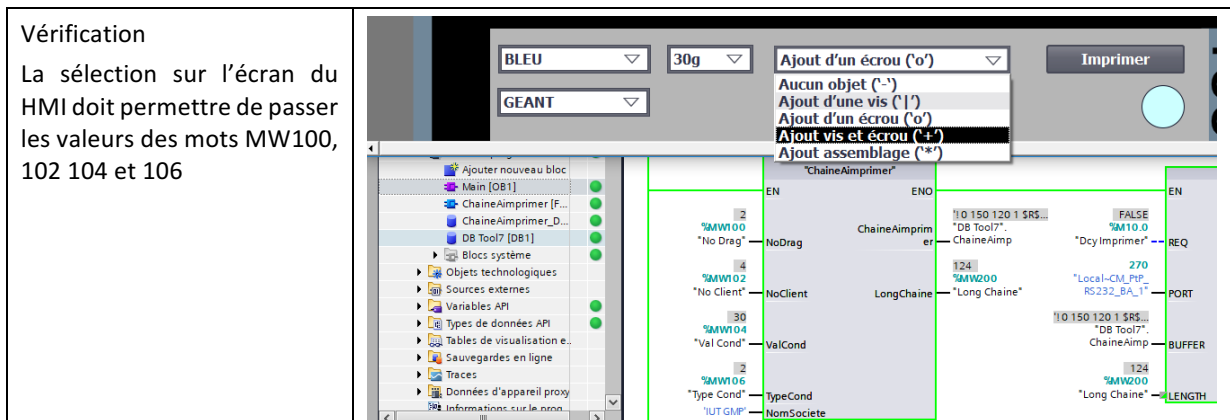 Vérification
La sélection sur l'écran du
HMI doit permettre de passer
les valeurs des mots MW100,
102 104 et 106
BLEU
30g
Ajout d'un écrou ('o')
Imprimer
GEANT
Aucun objet ('-')
Ajout d'une vis ('|')
Ajout d'un écrou ('o')
Ajout vis et écrou ('+')
Ajout assemblage ('*')
Ajouter nouveau bloc
Main [OB1]
ChaineAimprimer [F...
ChaineAimprimer_D...
DB Tool7 [DB1]
Blocs système
Objets technologiques
Sources externes
Variables API
Types de données API
Tables de visualisation e..
Sauvegardes en ligne
Traces
Données d'appareil proxy
Informations sur le prog
"ChaineAimprimer"
EN
ENO
2
%MW100
"No Drag"
NoDrag
4
%MW102
"No Client"
NoClient
30
%MW104
"Val Cond"
ValCond
2
%MW106
"Type Cond"
TypeCond
'IUT GMP'
NomSociete
ChaineAimprim
er
'! 0 150 120 1 $R$...
"DB Tool7".
ChaineAimp
LongChaine
124
%MW200
"Long Chaine"
EN
FALSE
%M10.0
"Dcy Imprimer"
REQ
270
"Local~CM_PtP_
RS232_BA_1"
PORT
'! 0 150 120 1 $R$...
"DB Tool7".
ChaineAimp
BUFFER
124
%MW200
"Long Chaine"
LENGTH